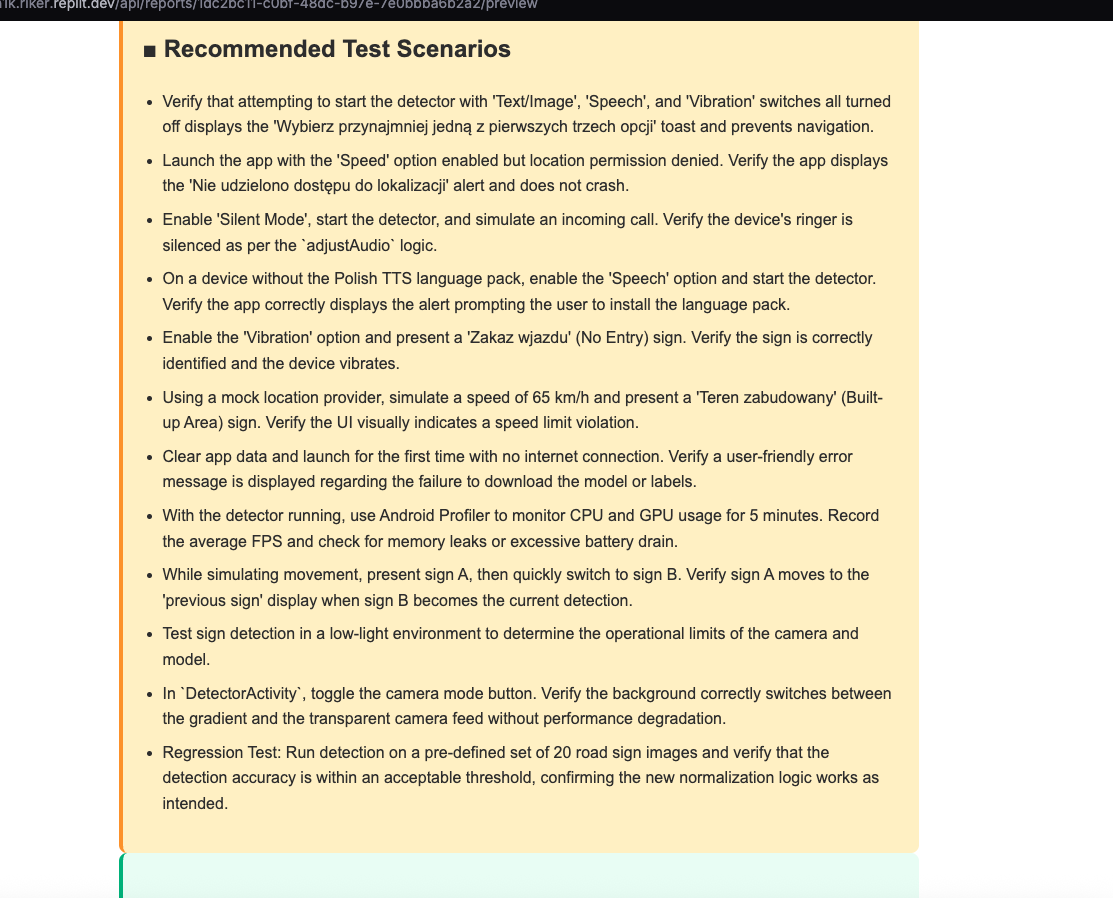 1k.riker.replit.dev/api/reports/1dc2bc11-c0bf-48dc-b97e-7e0bbba6b2a2/preview
■ Recommended Test Scenarios
• Verify that attempting to start the detector with 'Text/Image', 'Speech', and 'Vibration' switches all turned
off displays the 'Wybierz przynajmniej jedną z pierwszych trzech opcji' toast and prevents navigation.
• Launch the app with the 'Speed' option enabled but location permission denied. Verify the app displays
the 'Nie udzielono dostępu do lokalizacji' alert and does not crash.
• Enable 'Silent Mode', start the detector, and simulate an incoming call. Verify the device's ringer is
silenced as per the `adjustAudio` logic.
• On a device without the Polish TTS language pack, enable the 'Speech' option and start the detector.
Verify the app correctly displays the alert prompting the user to install the language pack.
• Enable the 'Vibration' option and present a 'Zakaz wjazdu' (No Entry) sign. Verify the sign is correctly
identified and the device vibrates.
• Using a mock location provider, simulate a speed of 65 km/h and present a 'Teren zabudowany' (Built-
up Area) sign. Verify the UI visually indicates a speed limit violation.
• Clear app data and launch for the first time with no internet connection. Verify a user-friendly error
message is displayed regarding the failure to download the model or labels.
• With the detector running, use Android Profiler to monitor CPU and GPU usage for 5 minutes. Record
the average FPS and check for memory leaks or excessive battery drain.
• While simulating movement, present sign A, then quickly switch to sign B. Verify sign A moves to the
'previous sign' display when sign B becomes the current detection.
• Test sign detection in a low-light environment to determine the operational limits of the camera and
model.
• In `DetectorActivity`, toggle the camera mode button. Verify the background correctly switches between
the gradient and the transparent camera feed without performance degradation.
• Regression Test: Run detection on a pre-defined set of 20 road sign images and verify that the
detection accuracy is within an acceptable threshold, confirming the new normalization logic works as
intended.